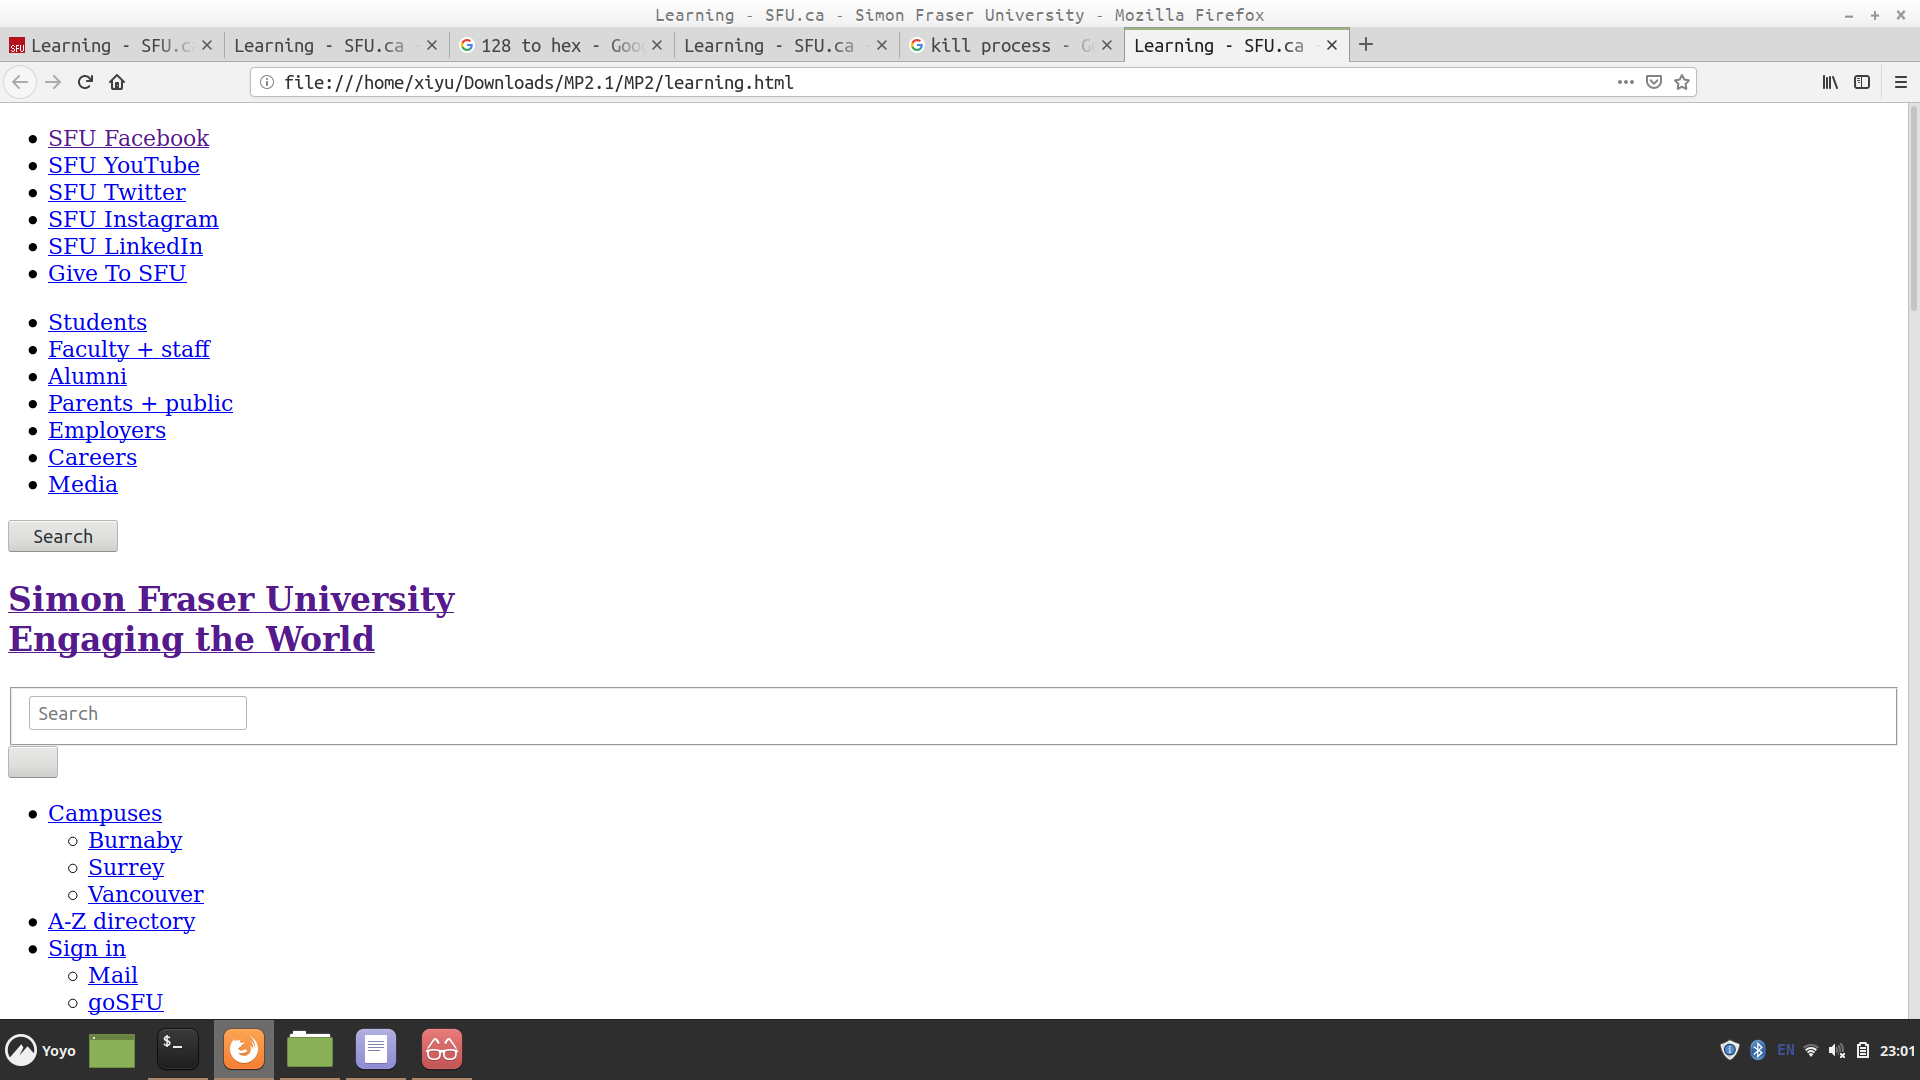 Learning - SFU.ca - Simon Fraser University - Mozilla Firefox
SFU Learning - SFU.c
Learning - SFU.ca
128 to hex - Goo
Learning - SFU.ca
kill process - G
Learning - SFU.ca
file:///home/xiyu/Downloads/MP2.1/MP2/learning.html
SFU Facebook
SFU YouTube
SFU Twitter
SFU Instagram
SFU LinkedIn
Give To SFU
Students
Faculty + staff
Alumni
Parents + public
Employers
Careers
Media
Search
Simon Fraser University
Engaging the World
Search
Campuses
Burnaby
Surrey
Vancouver
A-Z directory
Sign in
Mail
goSFU
Yoyo
$_
EN
23:01